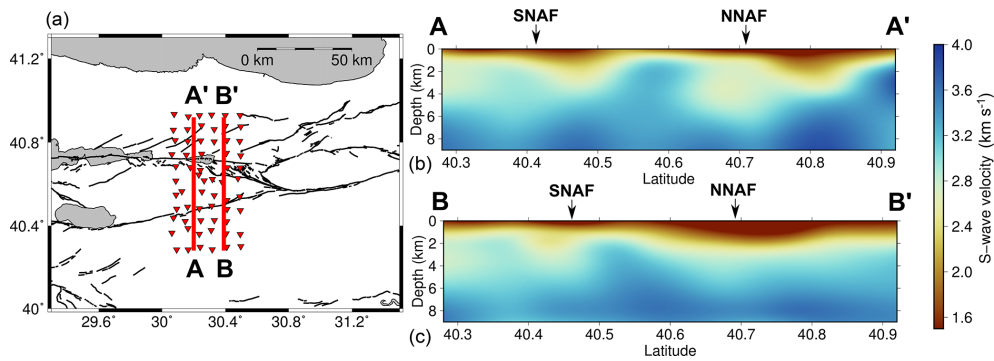 (a)
0 km 50 km
41.2°
40.8°
40.4°
40°
29.6° 30° 30.4° 30.8° 31.2°
A' B'
A B
SNAF NNAF
A A'
0
2
4
6
8
Depth (km)
(b)
40.3 40.4 40.5 40.6 40.7 40.8 40.9
Latitude
SNAF NNAF
B B'
0
2
4
6
8
Depth (km)
(c)
40.3 40.4 40.5 40.6 40.7 40.8 40.9
Latitude
4.0
3.6
3.2
2.8
2.4
2.0
1.6
S-wave velocity (km s⁻¹)